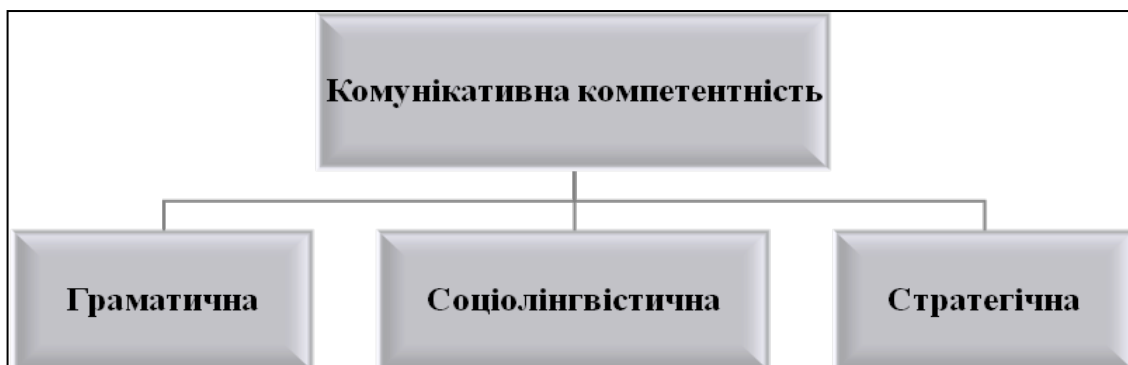 Комунікативна компетентність
Граматична
Соціолінгвістична
Стратегічна